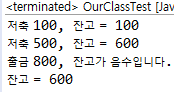 <terminated> OurClassTest [Jav
저축 100, 잔고 = 100
저축 500, 잔고 = 600
출금 800, 잔고가 음수입니다.
잔고 = 600